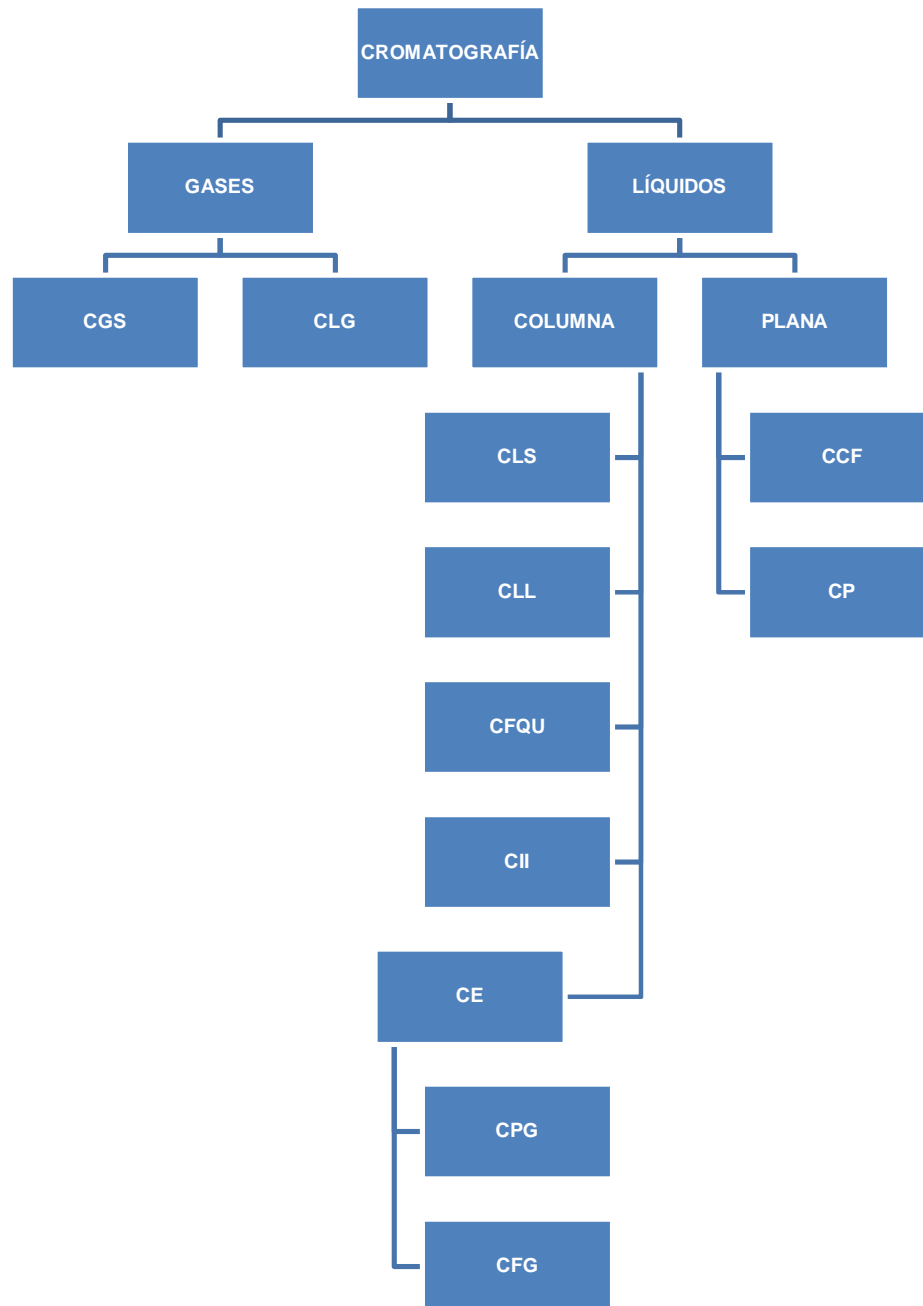 CROMATOGRAFÍA
GASES
LÍQUIDOS
CGS
CLG
COLUMNA
PLANA
CLS
CCF
CLL
CP
CFQU
CII
CE
CPG
CFG